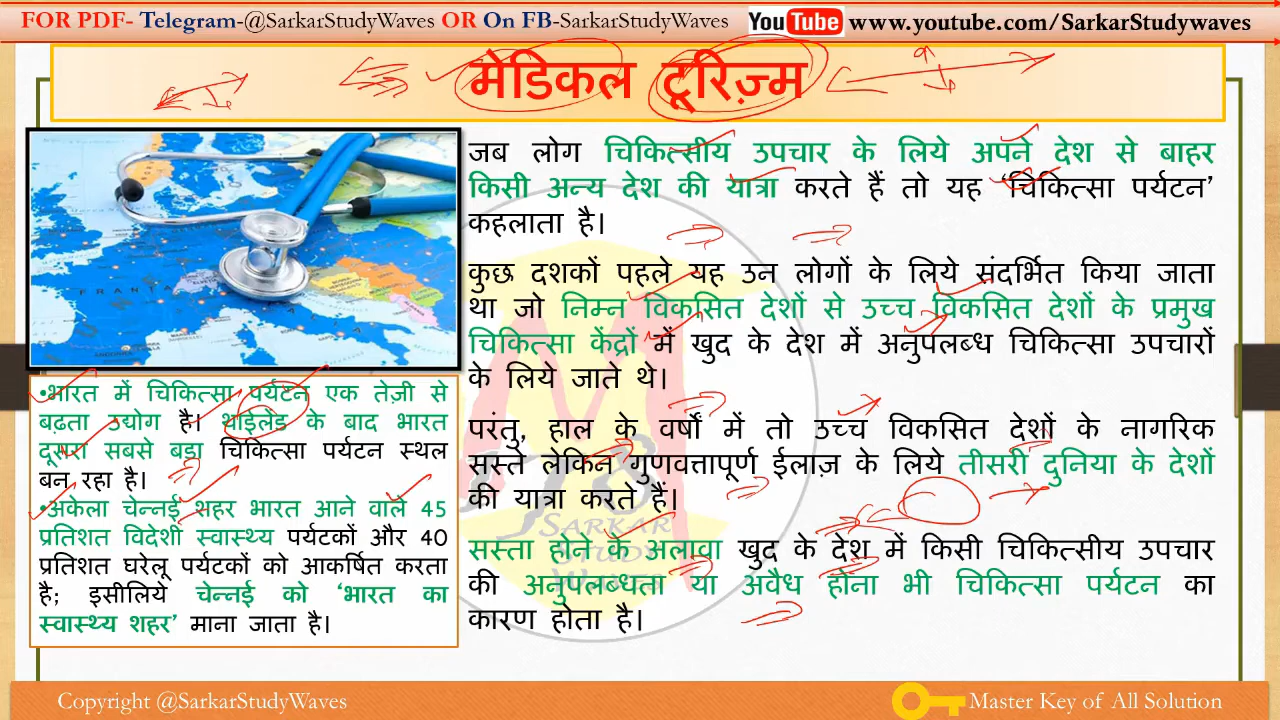 FOR PDF- Telegram-@SarkarStudyWaves OR On FB-SarkarStudyWaves YouTube www.youtube.com/SarkarStudywaves
मेडिकल टूरिज़्म
जब लोग चिकित्सीय उपचार के लिये अपने देश से बाहर
किसी अन्य देश की यात्रा करते हैं तो यह ‘चिकित्सा पर्यटन’
कहलाता है।
कुछ दशकों पहले यह उन लोगों के लिये संदर्भित किया जाता
था जो निम्न विकसित देशों से उच्च विकसित देशों के प्रमुख
चिकित्सा केंद्रों में खुद के देश में अनुपलब्ध चिकित्सा उपचारों
के लिये जाते थे।
परंतु, हाल के वर्षों में तो उच्च विकसित देशों के नागरिक
सस्ते लेकिन गुणवत्तापूर्ण ईलाज़ के लिये तीसरी दुनिया के देशों
की यात्रा करते हैं।
सस्ता होने के अलावा खुद के देश में किसी चिकित्सीय उपचार
की अनुपलब्धता या अवैध होना भी चिकित्सा पर्यटन का
कारण होता है।
FRANCE
•भारत में चिकित्सा पर्यटन एक तेज़ी से
बढ़ता उद्योग है। थाईलेंड के बाद भारत
दूसरा सबसे बड़ा चिकित्सा पर्यटन स्थल
बन रहा है।
•अकेला चेन्नई शहर भारत आने वाले 45
प्रतिशत विदेशी स्वास्थ्य पर्यटकों और 40
प्रतिशत घरेलू पर्यटकों को आकर्षित करता
है; इसीलिये चेन्नई को ‘भारत का
स्वास्थ्य शहर’ माना जाता है।
SARKAR
STUDY
WAVES
Copyright @SarkarStudyWaves
Master Key of All Solution